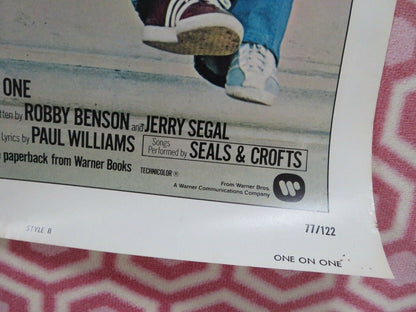 ONE
tten by ROBBY BENSON and JERRY SEGAL
Lyrics by PAUL WILLIAMS Songs Performed by SEALS & CROFTS
paperback from Warner Books TECHNICOLOR ®
From Warner Bros.
A Warner Communications Company
STYLE B 77/122
ONE ON ONE